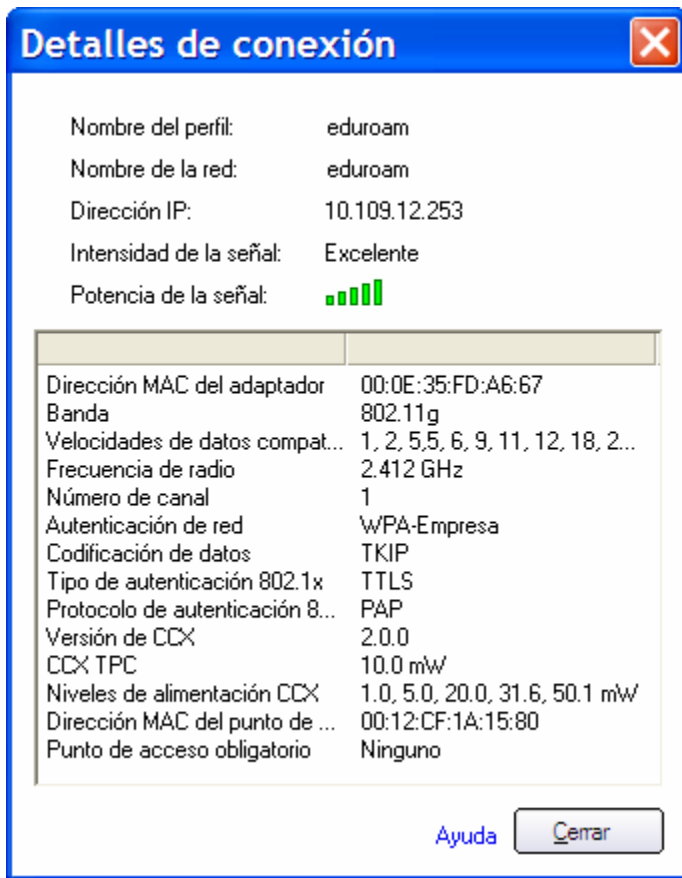 Detalles de conexión
Nombre del perfil: eduroam
Nombre de la red: eduroam
Dirección IP: 10.109.12.253
Intensidad de la señal: Excelente
Potencia de la señal:
Dirección MAC del adaptador 00:0E:35:FD:A6:67
Banda 802.11g
Velocidades de datos compat... 1, 2, 5,5, 6, 9, 11, 12, 18, 2...
Frecuencia de radio 2.412 GHz
Número de canal 1
Autenticación de red WPA-Empresa
Codificación de datos TKIP
Tipo de autenticación 802.1x TTLS
Protocolo de autenticación 8... PAP
Versión de CCX 2.0.0
CCX TPC 10.0 mW
Niveles de alimentación CCX 1.0, 5.0, 20.0, 31.6, 50.1 mW
Dirección MAC del punto de ... 00:12:CF:1A:15:80
Punto de acceso obligatorio Ninguno
Ayuda Cerrar